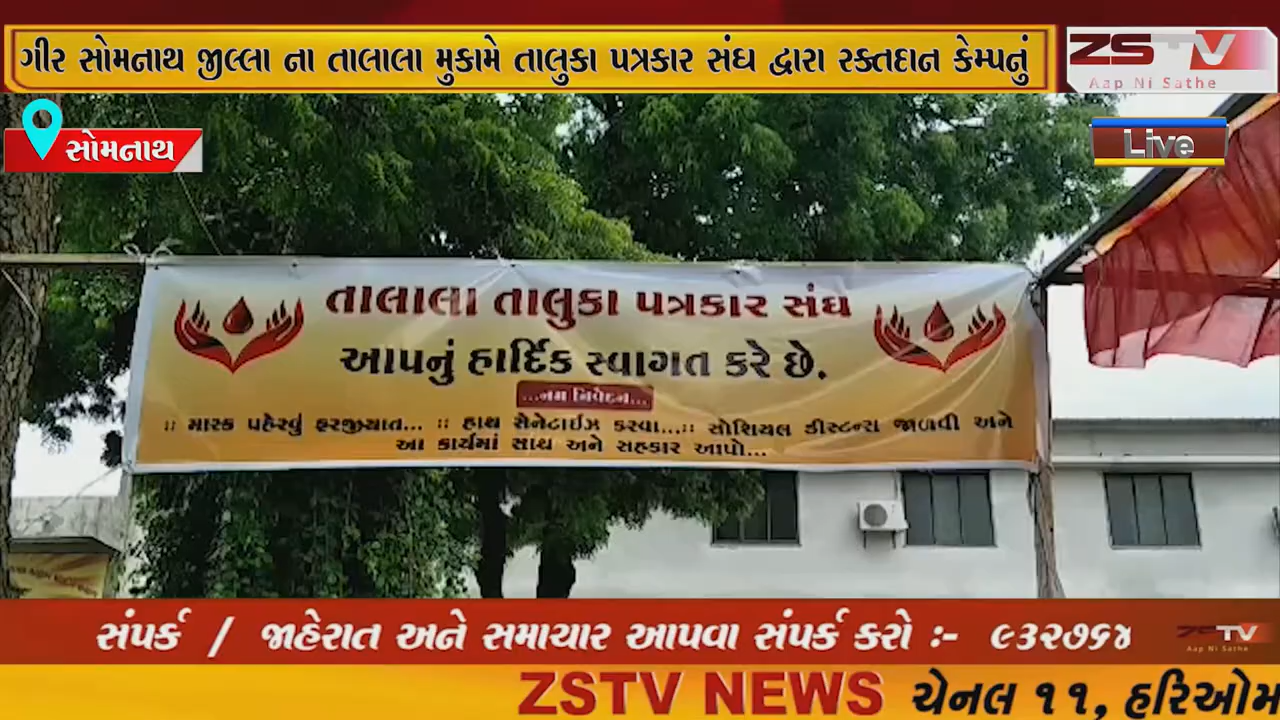 ગીર સોમનાથ જીલ્લા ના તાલાલા મુકામે તાલુકા પત્રકાર સંઘ દ્વારા રક્તદાન કેમ્પનું
ZSTV
Aap Ni Sathe
સોમનાથ
Live
તાલાલા તાલુકા પત્રકાર સંઘ
આપનું હાર્દિક સ્વાગત કરે છે.
...નમ્ર નિવેદન...
:: માસ્ક પહેરવું ફરજીયાત... :: હાથ સેનેટાઈઝ કરવા...:: સોશિયલ ડીસ્ટન્સ જાળવી અને
આ કાર્યમાં સાથ અને સહકાર આપો...
સંપર્ક / જાહેરાત અને સમાચાર આપવા સંપર્ક કરો :- ૯૩૨૭૬૪
ZSTV
Aap Ni Sathe
ZSTV NEWS ચેનલ ૧૧, હરિઓમ